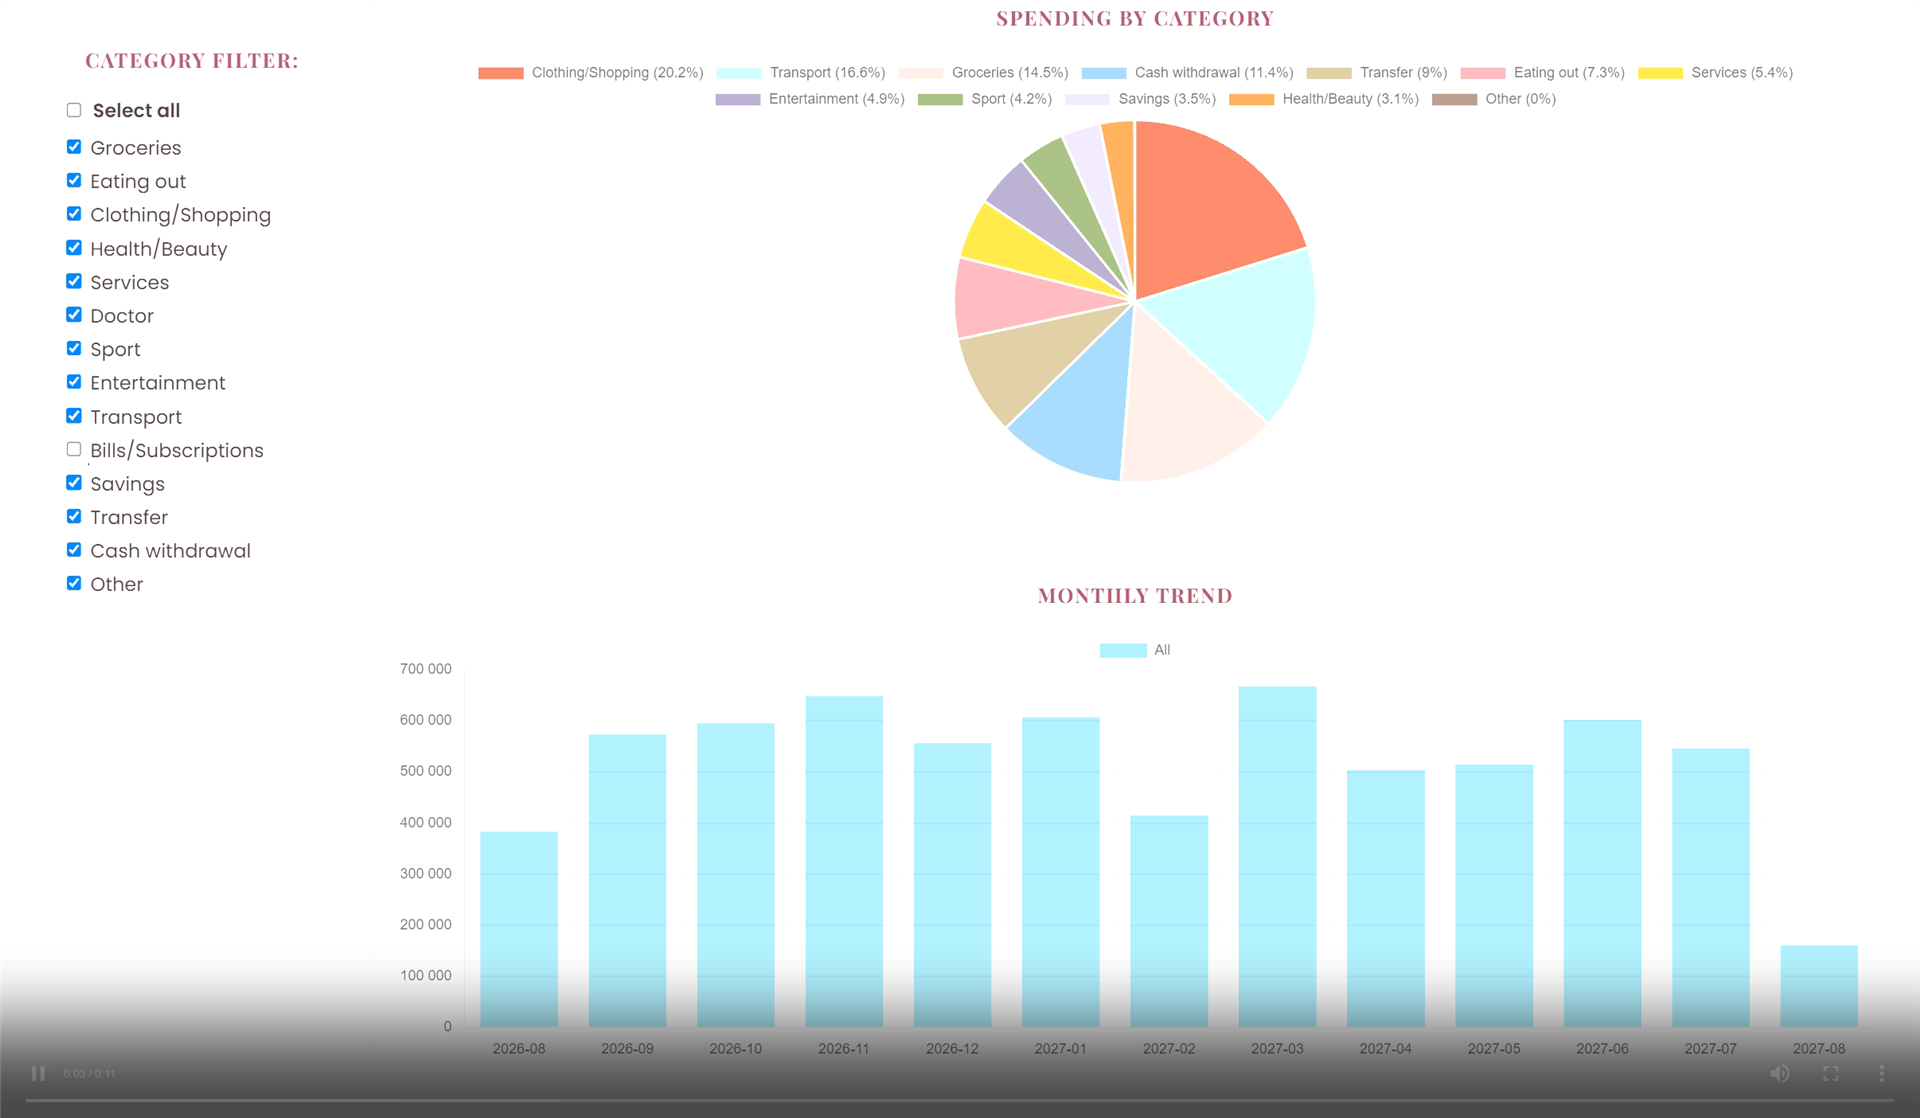 SPENDING BY CATEGORY
CATEGORY FILTER:
Clothing/Shopping (20.2%) Transport (16.6%) Groceries (14.5%) Cash withdrawal (11.4%) Transfer (9%) Eating out (7.3%) Services (5.4%)
Entertainment (4.9%) Sport (4.2%) Savings (3.5%) Health/Beauty (3.1%) Other (0%)
Select all
Groceries
Eating out
Clothing/Shopping
Health/Beauty
Services
Doctor
Sport
Entertainment
Transport
Bills/Subscriptions
Savings
Transfer
Cash withdrawal
Other
MONTHLY TREND
All
700 000
600 000
500 000
400 000
300 000
200 000
100 000
0
2026-08 2026-09 2026-10 2026-11 2026-12 2027-01 2027-02 2027-03 2027-04 2027-05 2027-06 2027-07 2027-08
0:03 / 0:11